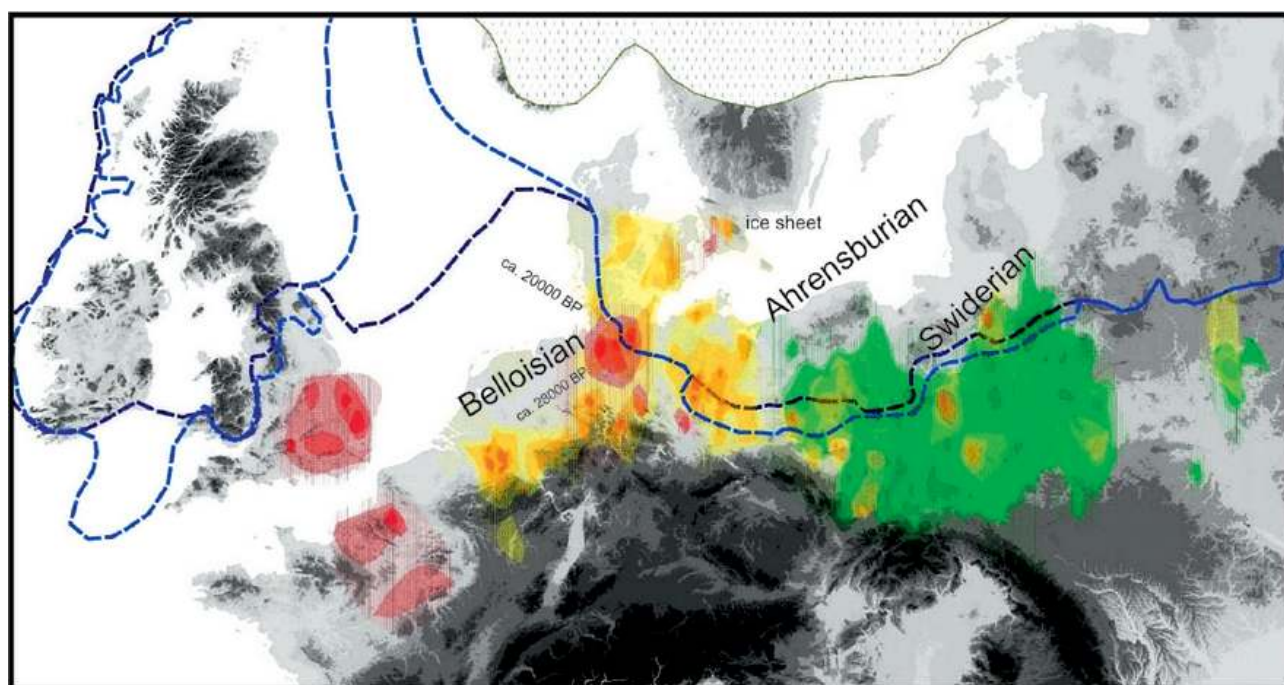 ice sheet
ca. 20000 BP
Belloisian
ca. 28000 BP
Ahrensburian
Swiderian